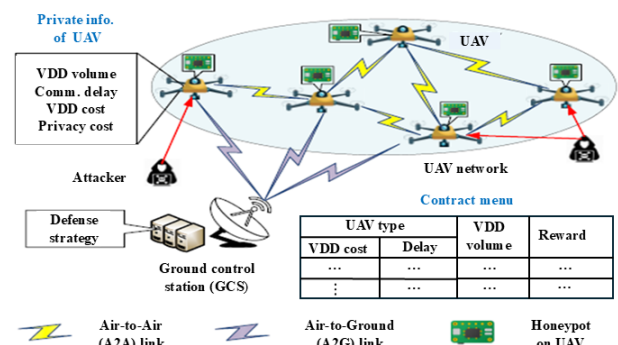 Private info.
of UAV
VDD volume
Comm. delay
VDD cost
Privacy cost
UAV
Attacker
UAV network
Defense
strategy
Ground control
station (GCS)
Contract menu
UAV type
VDD
volume
Reward
VDD cost
Delay
... ... ... ...
⋮ ... ... ...
Air-to-Air
(A2A) link
Air-to-Ground
(A2G) link
Honeypot
on UAV